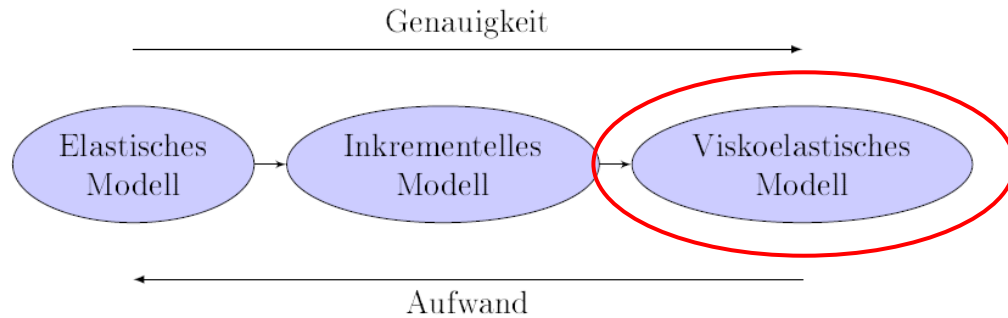 Genauigkeit
Elastisches
Modell
Inkrementelles
Modell
Viskoelastisches
Modell
Aufwand